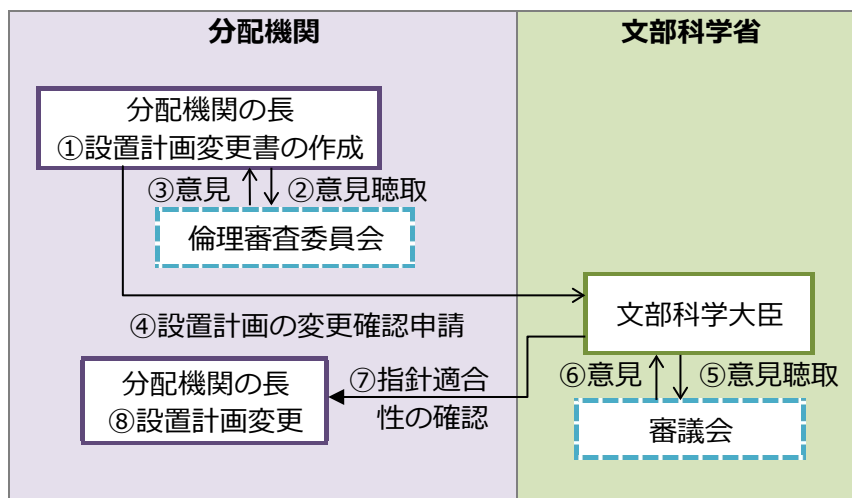 分配機関
文部科学省
分配機関の長
①設置計画変更書の作成
③意見
②意見聴取
倫理審査委員会
④設置計画の変更確認申請
文部科学大臣
⑥意見
⑤意見聴取
審議会
⑦指針適合
性の確認
分配機関の長
⑧設置計画変更